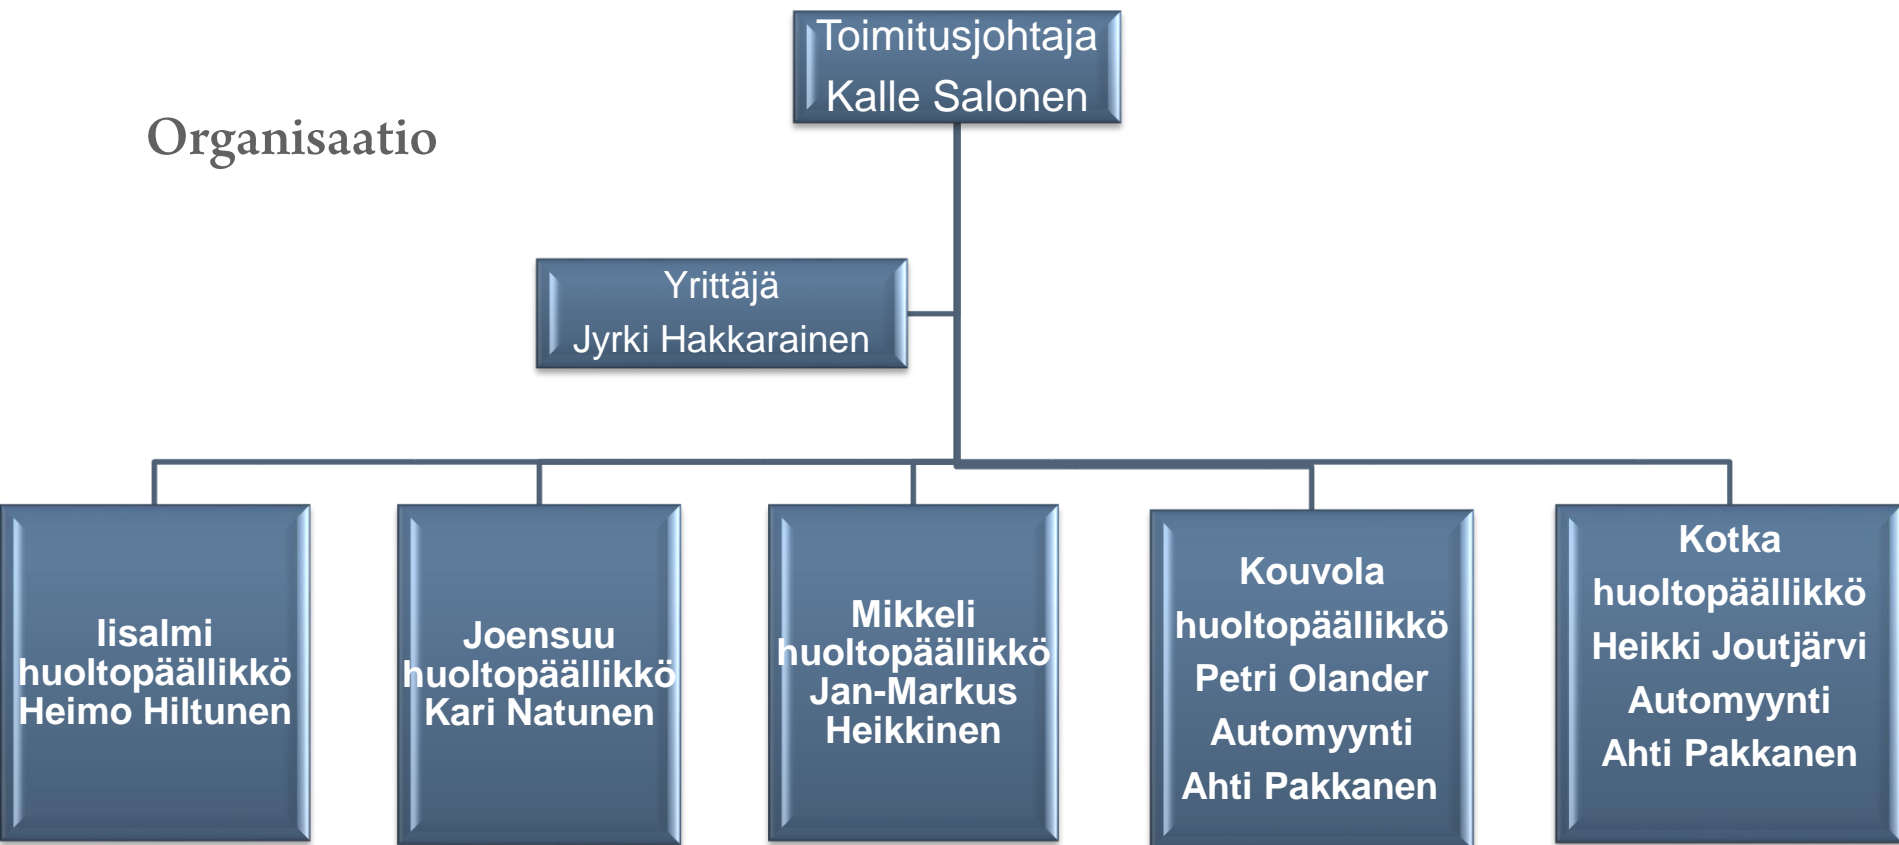 Toimitusjohtaja
Kalle Salonen
Organisaatio
Yrittäjä
Jyrki Hakkarainen
Iisalmi
huoltopäällikkö
Heimo Hiltunen
Joensuu
huoltopäällikkö
Kari Natunen
Mikkeli
huoltopäällikkö
Jan-Markus
Heikkinen
Kouvola
huoltopäällikkö
Petri Olander
Automyynti
Ahti Pakkanen
Kotka
huoltopäällikkö
Heikki Joutjärvi
Automyynti
Ahti Pakkanen